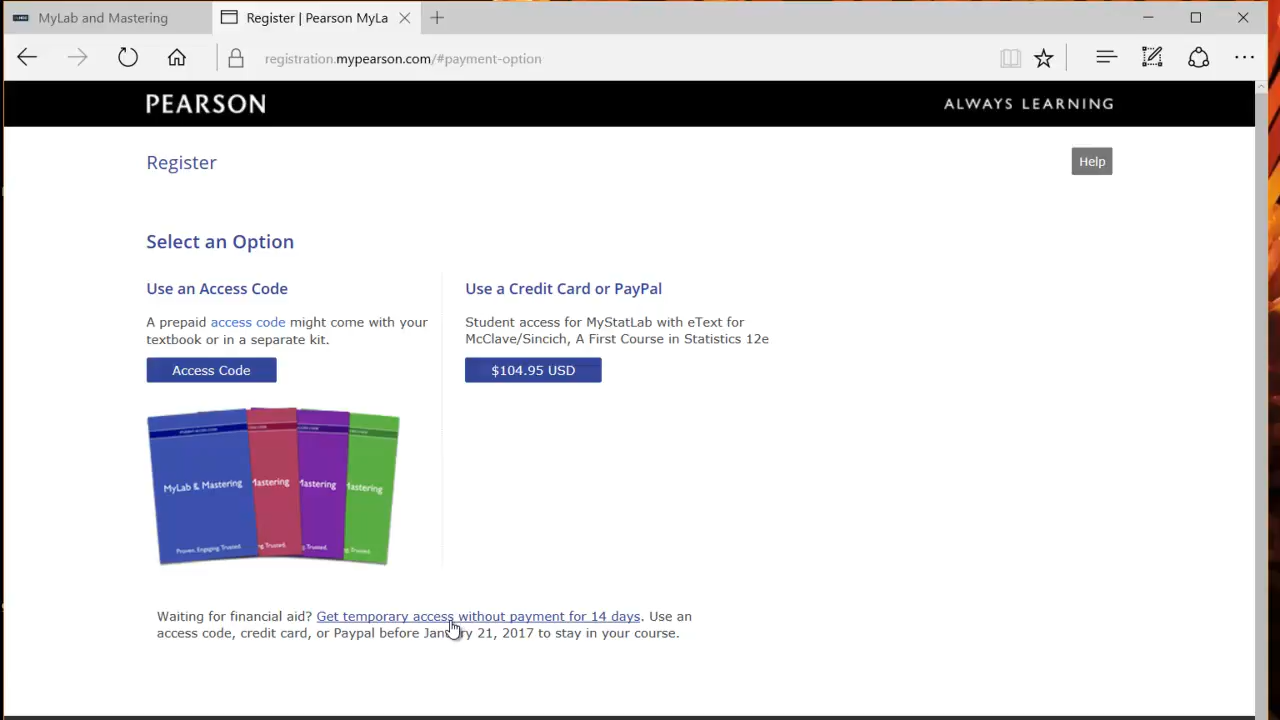 MyLab and Mastering
Register | Pearson MyLa
registration.mypearson.com/#payment-option
PEARSON
ALWAYS LEARNING
Register
Help
Select an Option
Use an Access Code
A prepaid access code might come with your
textbook or in a separate kit.
Access Code
Use a Credit Card or PayPal
Student access for MyStatLab with eText for
McClave/Sincich, A First Course in Statistics 12e
$104.95 USD
MyLab & Mastering
Mastering
Mastering
Mastering
Proven. Engaging. Trusted.
Waiting for financial aid? Get temporary access without payment for 14 days. Use an
access code, credit card, or Paypal before January 21, 2017 to stay in your course.